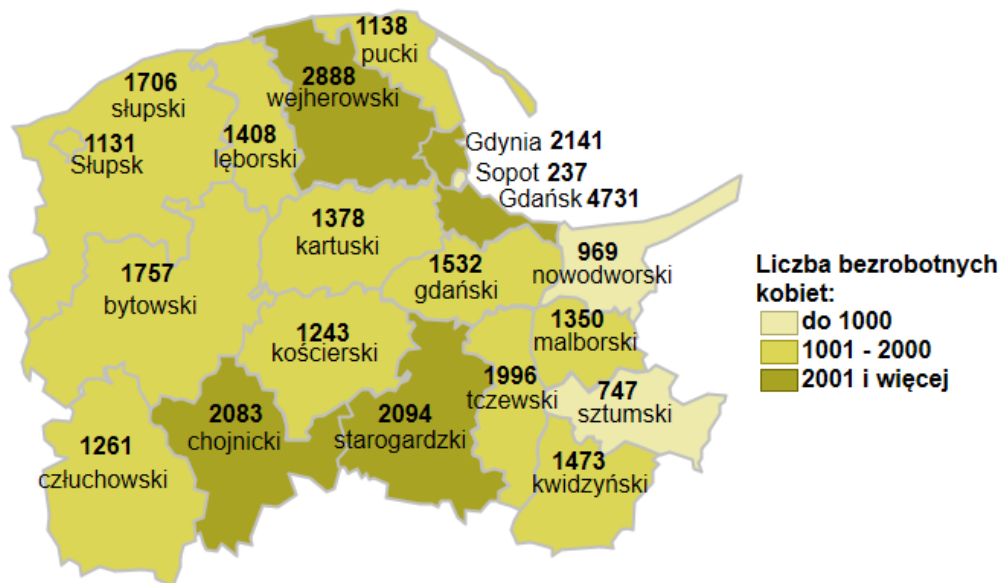 1138
pucki
2888
wejherowski
1706
słupski
1131
Słupsk
1408
lęborski
Gdynia 2141
Sopot 237
Gdańsk 4731
1378
kartuski
969
nowodworski
1532
gdański
1757
bytowski
1243
kościerski
1350
malborski
1996
tczewski
747
sztumski
2083
chojnicki
2094
starogardzki
1261
człuchowski
1473
kwidzyński
Liczba bezrobotnych
kobiet:
do 1000
1001 - 2000
2001 i więcej